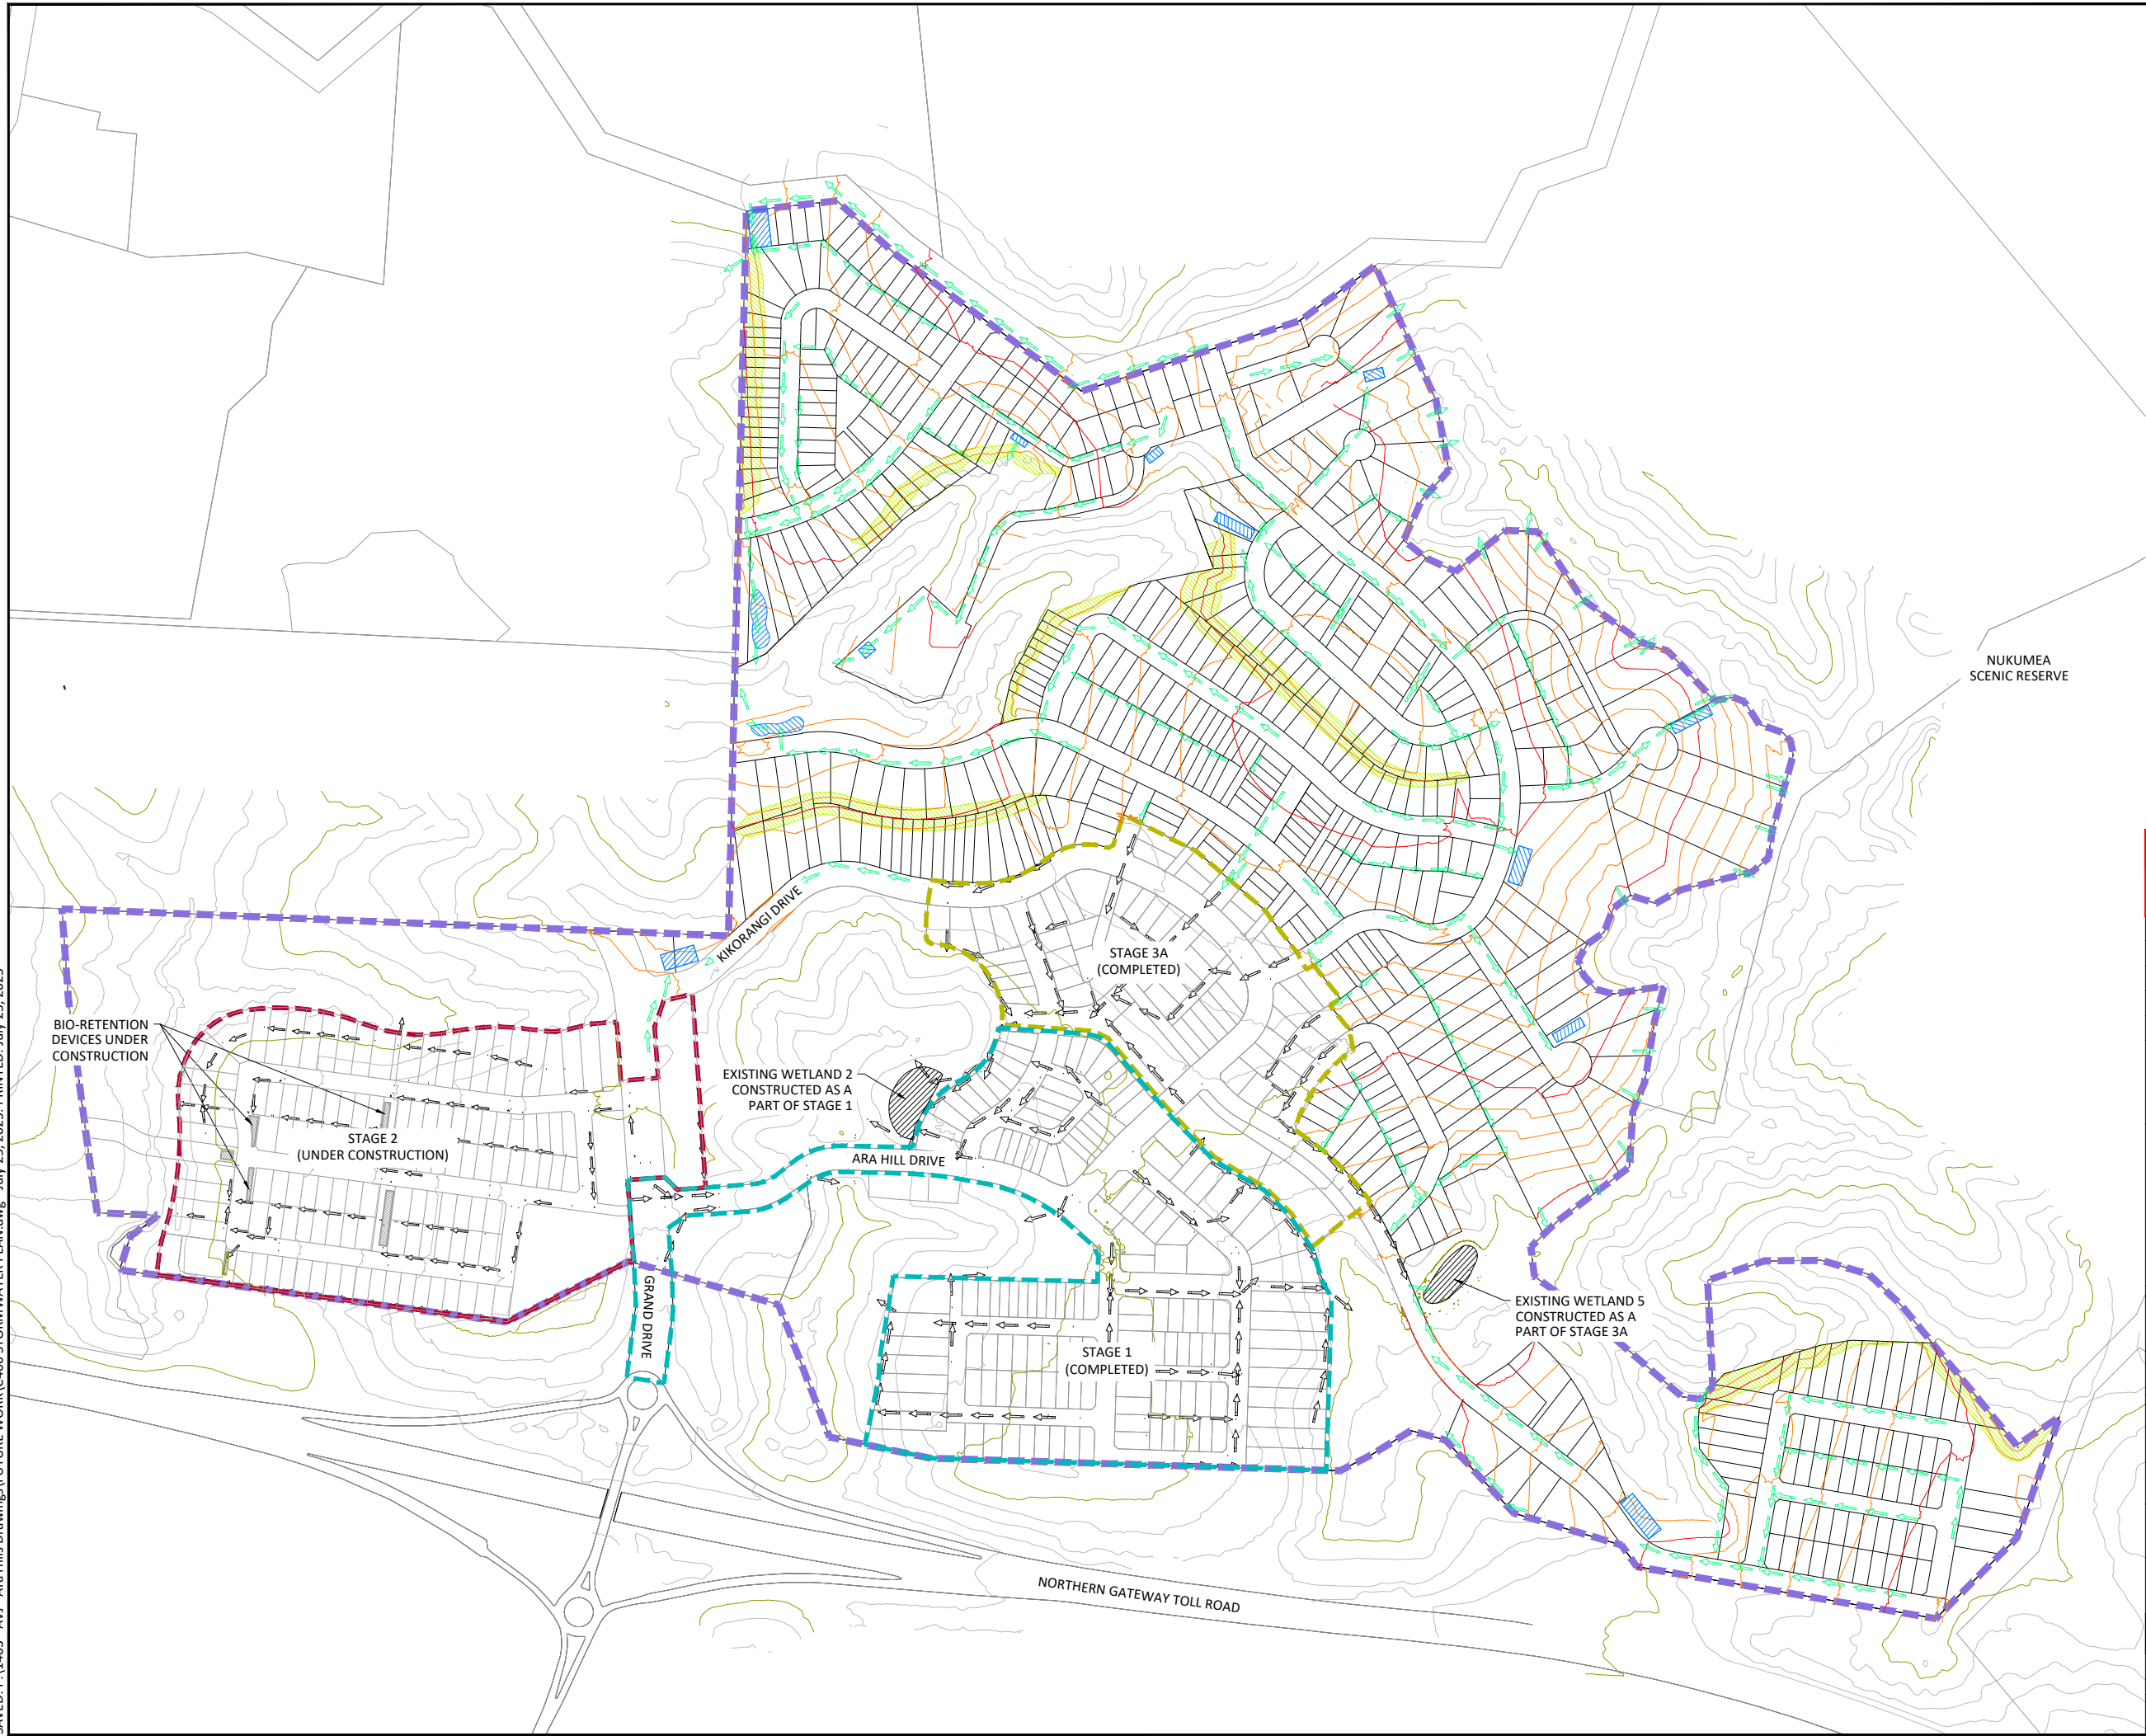 NUKUMEA
SCENIC RESERVE
KIKORANGI DRIVE
STAGE 3A
(COMPLETED)
BIO-RETENTION
DEVICES UNDER
CONSTRUCTION
EXISTING WETLAND 2
CONSTRUCTED AS A
PART OF STAGE 1
STAGE 2
(UNDER CONSTRUCTION)
ARA HILL DRIVE
GRAND DRIVE
EXISTING WETLAND 5
CONSTRUCTED AS A
PART OF STAGE 3A
STAGE 1
(COMPLETED)
NORTHERN GATEWAY TOLL ROAD